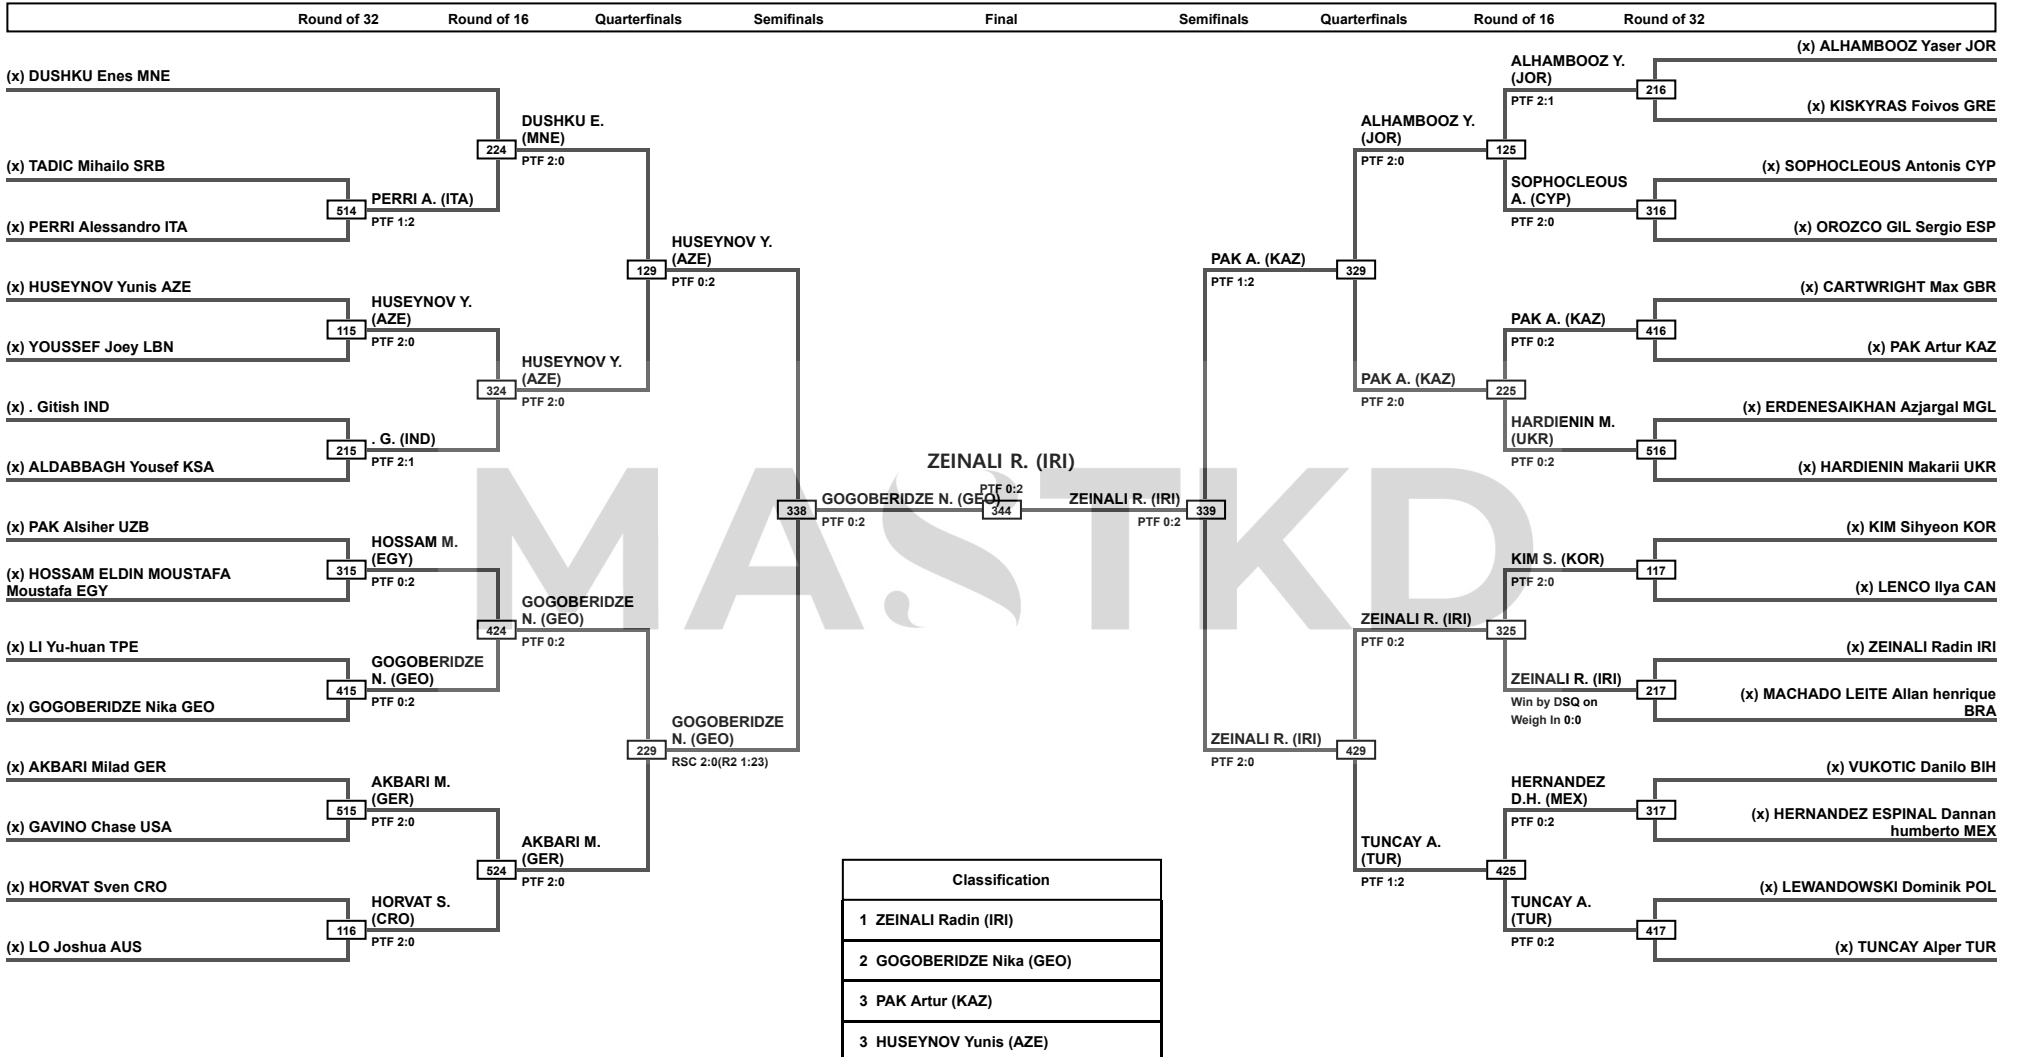 Round of 32
Round of 16
Quarterfinals
Semifinals
Final
Semifinals
Quarterfinals
Round of 16
Round of 32
(x) DUSHKU Enes MNE
(x) TADIC Mihailo SRB
(x) PERRI Alessandro ITA
(x) HUSEYNOV Yunis AZE
(x) YOUSSEF Joey LBN
(x) . Gitish IND
(x) ALDABBAGH Yousef KSA
(x) PAK Alsiher UZB
(x) HOSSAM ELDIN MOUSTAFA
Moustafa EGY
(x) LI Yu-huan TPE
(x) GOGOBERIDZE Nika GEO
(x) AKBARI Milad GER
(x) GAVINO Chase USA
(x) HORVAT Sven CRO
(x) LO Joshua AUS
514
PERRI A. (ITA)
PTF 1:2
115
HUSEYNOV Y.
(AZE)
PTF 2:0
215
. G. (IND)
PTF 2:1
315
HOSSAM M.
(EGY)
PTF 0:2
415
GOGOBERIDZE
N. (GEO)
PTF 0:2
515
AKBARI M.
(GER)
PTF 2:0
116
HORVAT S.
(CRO)
PTF 2:0
224
DUSHKU E.
(MNE)
PTF 2:0
324
HUSEYNOV Y.
(AZE)
PTF 2:0
424
GOGOBERIDZE
N. (GEO)
PTF 0:2
524
AKBARI M.
(GER)
PTF 2:0
129
HUSEYNOV Y.
(AZE)
PTF 0:2
229
GOGOBERIDZE
N. (GEO)
RSC 2:0(R2 1:23)
338
GOGOBERIDZE N. (GEO)
PTF 0:2
ZEINALI R. (IRI)
PTF 0:2
344
ZEINALI R. (IRI)
PTF 0:2
339
PAK A. (KAZ)
PTF 1:2
329
ZEINALI R. (IRI)
PTF 2:0
429
ALHAMBOOZ Y.
(JOR)
PTF 2:0
125
PAK A. (KAZ)
PTF 2:0
225
ZEINALI R. (IRI)
PTF 0:2
325
TUNCAY A.
(TUR)
PTF 1:2
425
ALHAMBOOZ Y.
(JOR)
PTF 2:1
216
SOPHOCLEOUS
A. (CYP)
PTF 2:0
316
PAK A. (KAZ)
PTF 0:2
416
HARDIENIN M.
(UKR)
PTF 0:2
516
KIM S. (KOR)
PTF 2:0
117
ZEINALI R. (IRI)
Win by DSQ on
Weigh In 0:0
217
HERNANDEZ
D.H. (MEX)
PTF 0:2
317
TUNCAY A.
(TUR)
PTF 0:2
417
(x) ALHAMBOOZ Yaser JOR
(x) KISKYRAS Foivos GRE
(x) SOPHOCLEOUS Antonis CYP
(x) OROZCO GIL Sergio ESP
(x) CARTWRIGHT Max GBR
(x) PAK Artur KAZ
(x) ERDENESAIKHAN Azjargal MGL
(x) HARDIENIN Makarii UKR
(x) KIM Sihyeon KOR
(x) LENCO Ilya CAN
(x) ZEINALI Radin IRI
(x) MACHADO LEITE Allan henrique
BRA
(x) VUKOTIC Danilo BIH
(x) HERNANDEZ ESPINAL Dannan
humberto MEX
(x) LEWANDOWSKI Dominik POL
(x) TUNCAY Alper TUR
MASTKD
Classification
1 ZEINALI Radin (IRI)
2 GOGOBERIDZE Nika (GEO)
3 PAK Artur (KAZ)
3 HUSEYNOV Yunis (AZE)